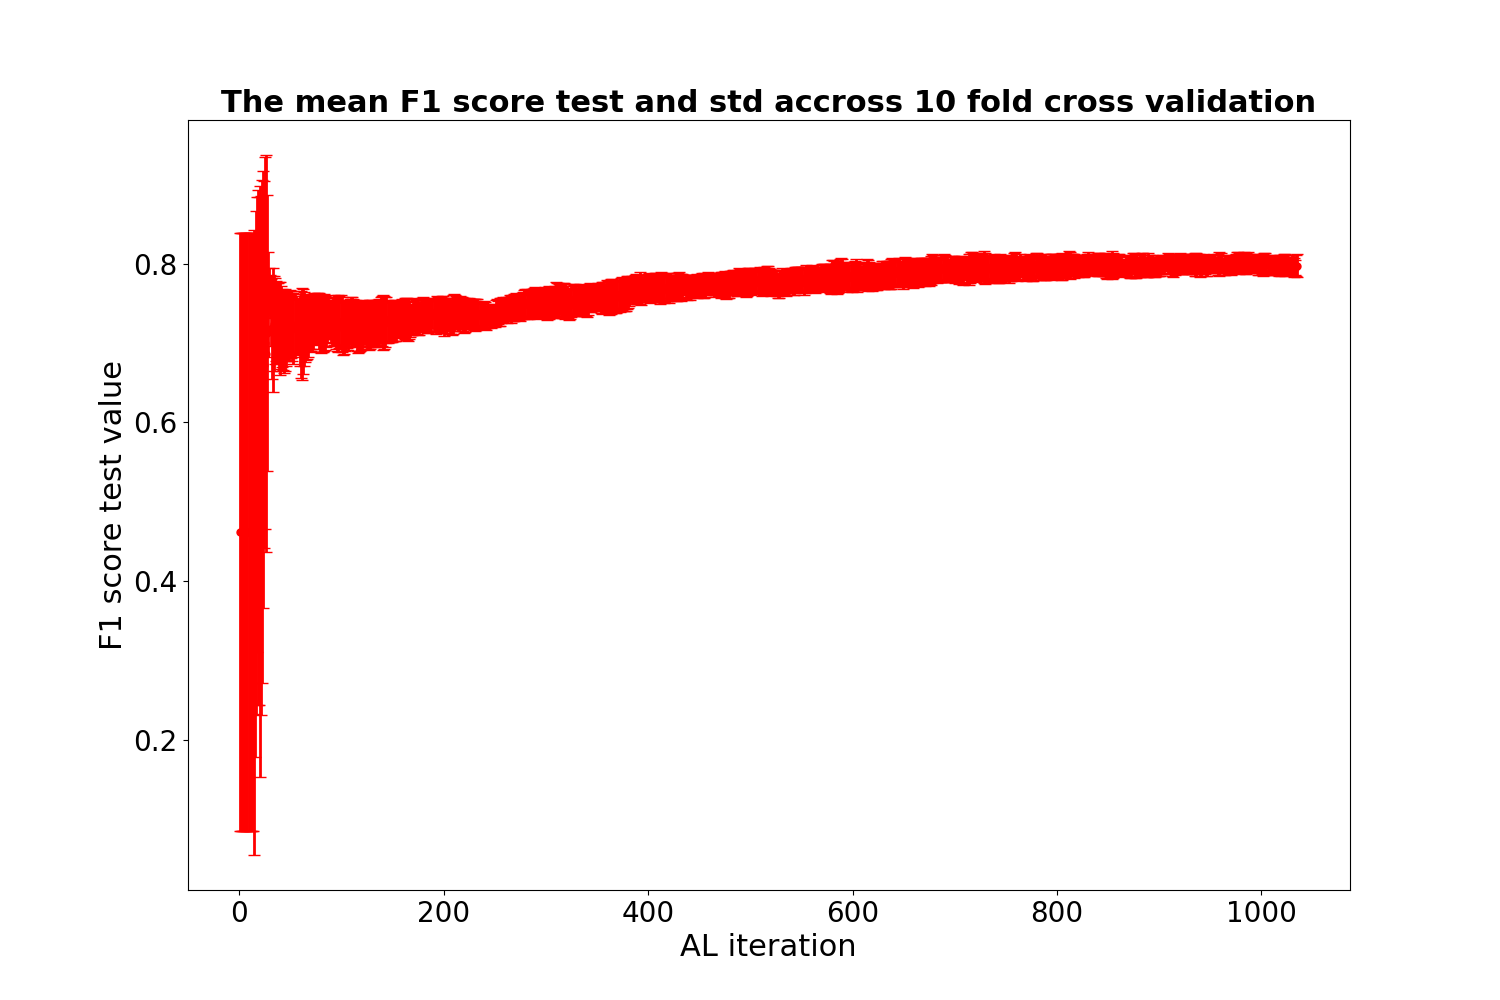 The mean F1 score test and std accross 10 fold cross validation
F1 score test value
0.8
0.6
0.4
0.2
0 200 400 600 800 1000
AL iteration